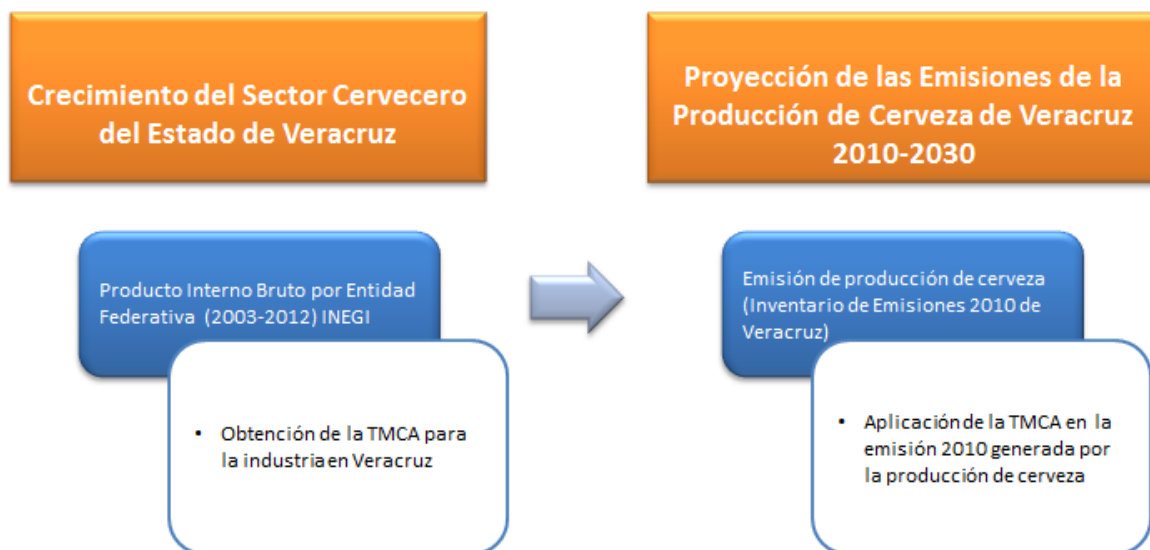 Crecimiento del Sector Cervecero
del Estado de Veracruz
Producto Interno Bruto por Entidad
Federativa (2003-2012) INEGI
• Obtención de la TMCA para
la industria en Veracruz
Proyección de las Emisiones de la
Producción de Cerveza de Veracruz
2010-2030
Emisión de producción de cerveza
(Inventario de Emisiones 2010 de
Veracruz)
• Aplicación de la TMCA en la
emisión 2010 generada por
la producción de cerveza